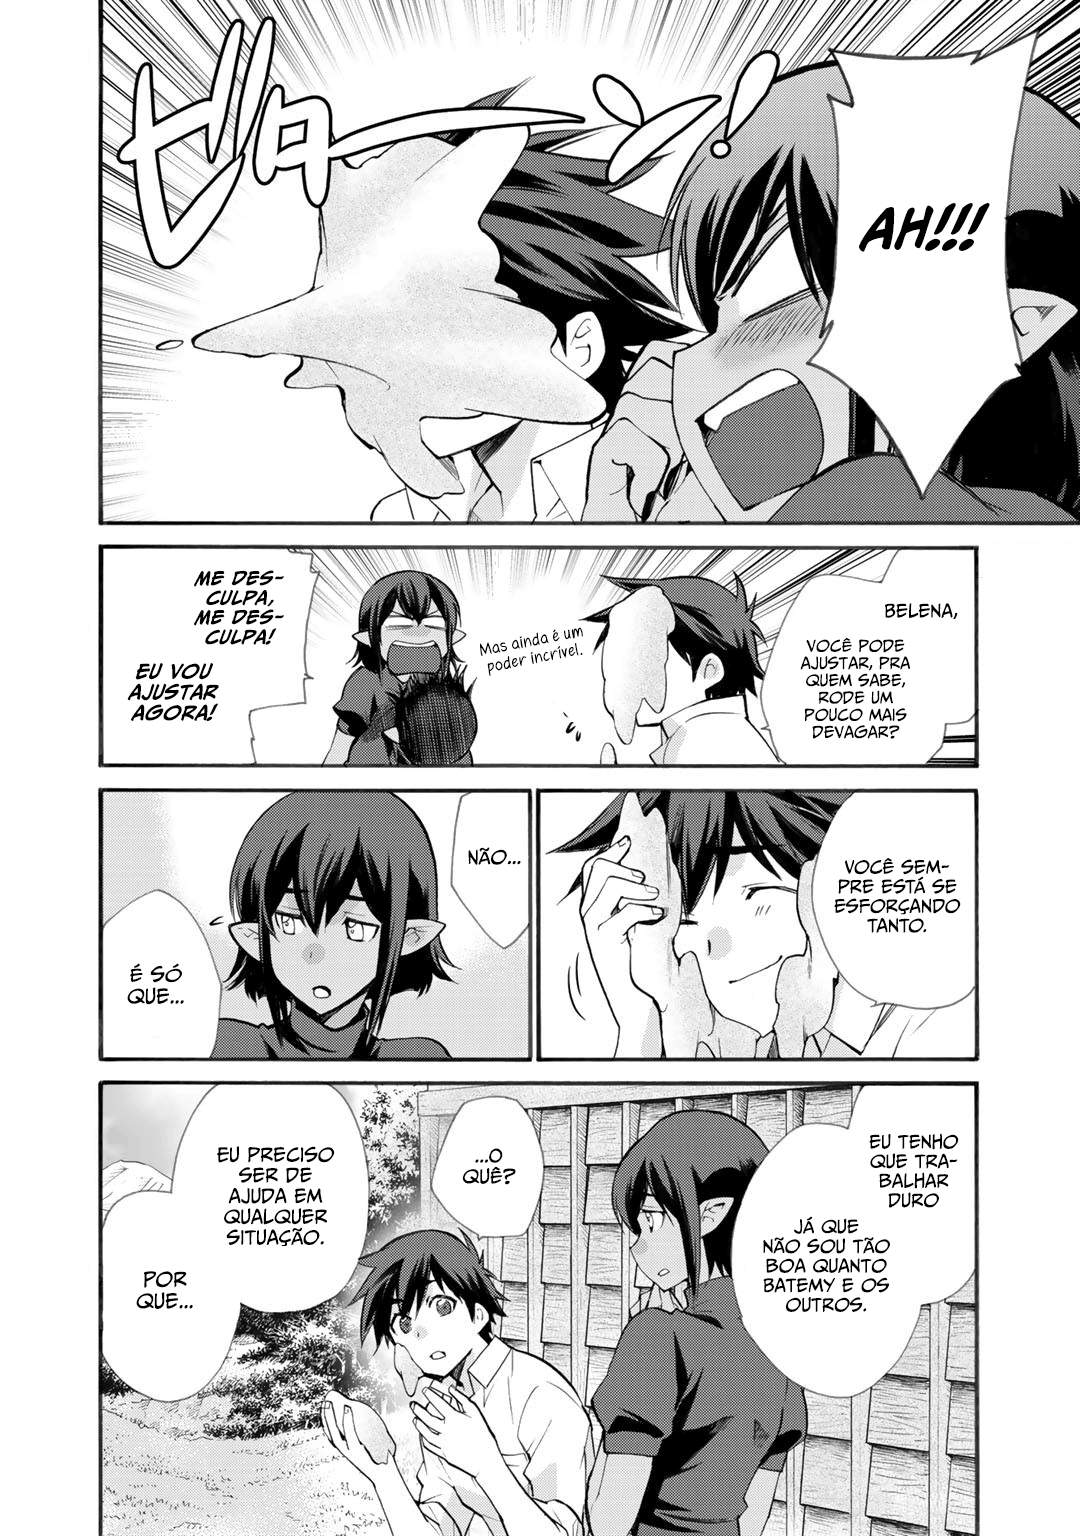 AH!!!
ビローン…!
BELENA,
VOCÊ PODE
AJUSTAR, PRA
QUEM SABE,
RODE UM
POUCO MAIS
DEVAGAR?
Mas ainda é um
poder incrível.
ME DES-
CULPA,
ME DES-
CULPA!
EU VOU
AJUSTAR
AGORA!
VOCÊ SEM-
PRE ESTÁ SE
ESFORÇANDO
TANTO.
NÃO...
É SÓ
QUE...
EU TENHO
QUE TRA-
BALHAR
DURO
JÁ QUE
NÃO SOU TÃO
BOA QUANTO
BATEMY E OS
OUTROS.
...O
QUÊ?
EU PRECISO
SER DE
AJUDA EM
QUALQUER
SITUAÇÃO.
POR
QUE...